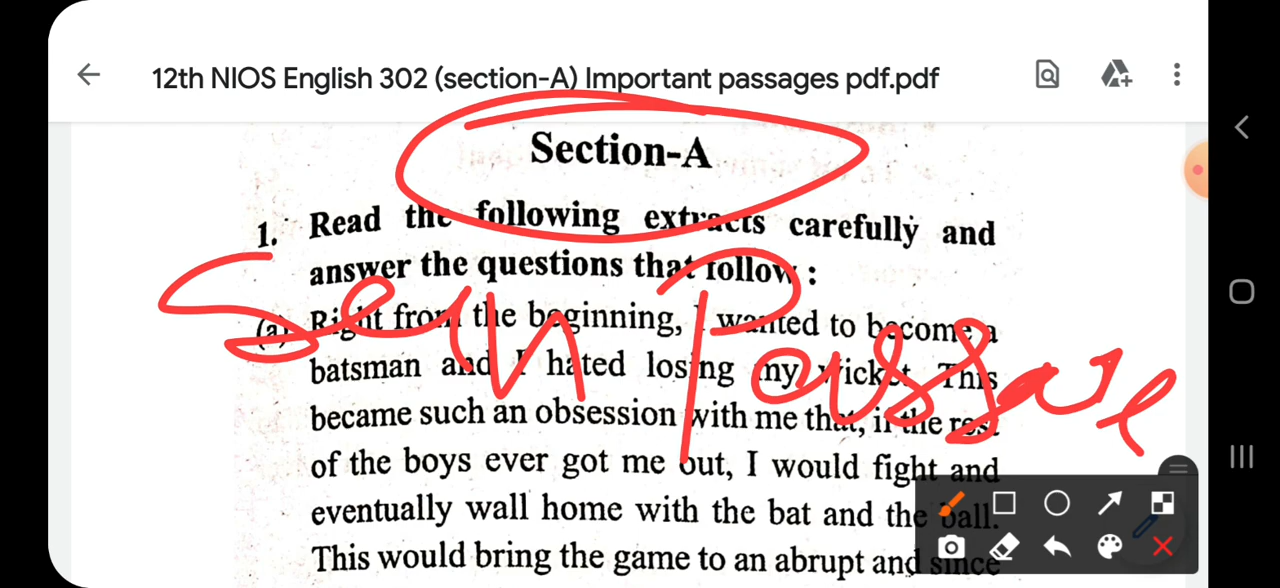 12th NIOS English 302 (section-A) Important passages pdf.pdf
Section-A
1. Read the following extracts carefully and
answer the questions that follow :
Seen Passage
(a) Right from the beginning, I wanted to become a
batsman and I hated losing my wicket. This
became such an obsession with me that, if the rest
of the boys ever got me out, I would fight and
eventually wall home with the bat and the ball.
This would bring the game to an abrupt and since